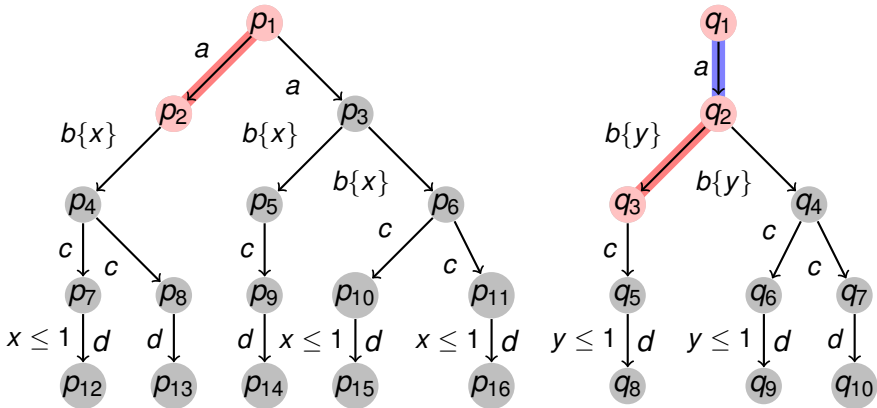 p1 q1
a a a
p2 p3 q2
b{x} b{x} b{x} b{y} b{y}
p4 p5 p6 q3 q4
c c c c c c c c
p7 p8 p9 p10 p11 q5 q6 q7
x ≤ 1 d d d x ≤ 1 d x ≤ 1 d y ≤ 1 d y ≤ 1 d d
p12 p13 p14 p15 p16 q8 q9 q10